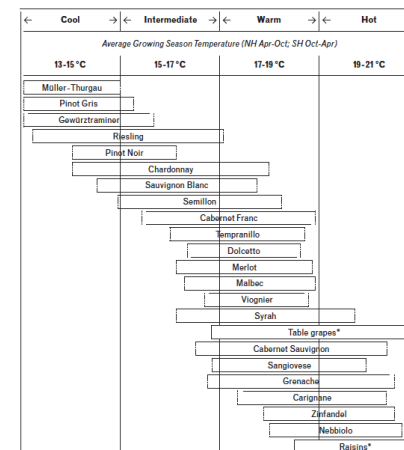 ← Cool → ← Intermediate → ← Warm → ← Hot →
Average Growing Season Temperature (NH Apr-Oct; SH Oct-Apr)
13-15 °C 15-17 °C 17-19 °C 19-21 °C
Müller-Thurgau
Pinot Gris
Gewürztraminer
Riesling
Pinot Noir
Chardonnay
Sauvignon Blanc
Semillon
Cabernet Franc
Tempranillo
Dolcetto
Merlot
Malbec
Viognier
Syrah
Table grapes*
Cabernet Sauvignon
Sangiovese
Grenache
Carignane
Zinfandel
Nebbiolo
Raisins*